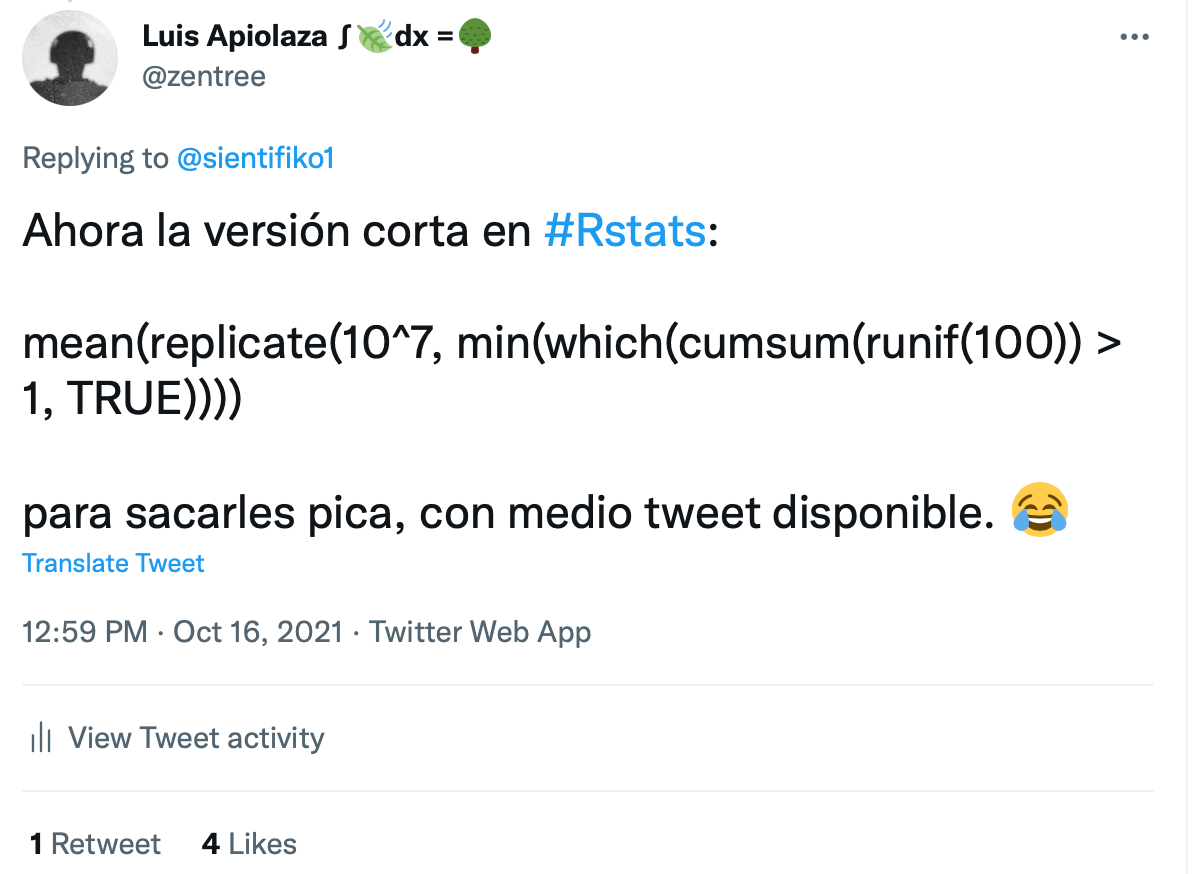 Luis Apiolaza ∫🍃dx =🌳
@zentree
Replying to @sientifiko1
Ahora la versión corta en #Rstats:
mean(replicate(10^7, min(which(cumsum(runif(100)) >
1, TRUE))))
para sacarles pica, con medio tweet disponible. 😂
Translate Tweet
12:59 PM · Oct 16, 2021 · Twitter Web App
View Tweet activity
1 Retweet 4 Likes